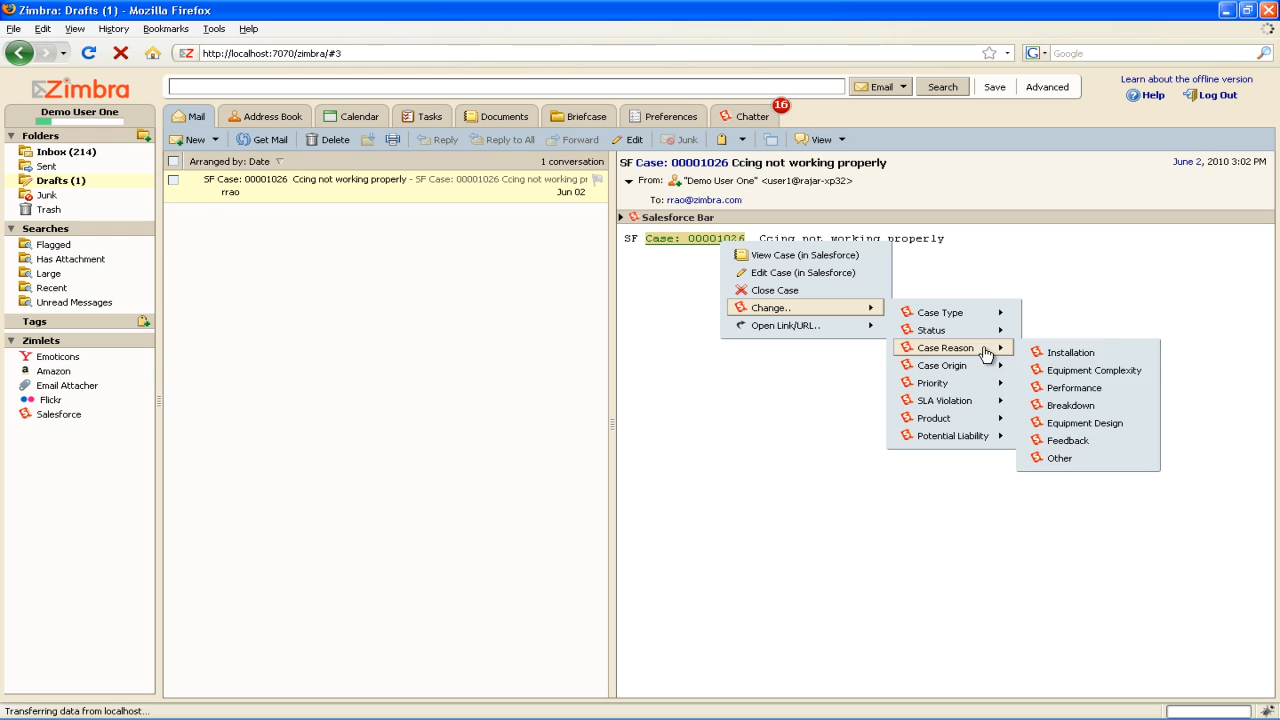 Zimbra: Drafts (1) - Mozilla Firefox
File Edit View History Bookmarks Tools Help
http://localhost:7070/zimbra/#3
Google
Zimbra
Email Search Save Advanced
Learn about the offline version
Help Log Out
Demo User One
Mail Address Book Calendar Tasks Documents Briefcase Preferences Chatter 16
Folders
Inbox (214)
Sent
Drafts (1)
Junk
Trash
Searches
Flagged
Has Attachment
Large
Recent
Unread Messages
Tags
Zimlets
Emoticons
Amazon
Email Attacher
Flickr
Salesforce
New Get Mail Delete Reply Reply to All Forward Edit Junk View
Arranged by: Date 1 conversation
SF Case: 00001026 Ccing not working properly - SF Case: 00001026 Ccing not working pr
rrao Jun 02
SF Case: 00001026 Ccing not working properly June 2, 2010 3:02 PM
From: "Demo User One" <user1@rajar-xp32>
To: rrao@zimbra.com
Salesforce Bar
SF Case: 00001026 Ccing not working properly
View Case (in Salesforce)
Edit Case (in Salesforce)
Close Case
Change..
Open Link/URL..
Case Type
Status
Case Reason
Case Origin
Priority
SLA Violation
Product
Potential Liability
Installation
Equipment Complexity
Performance
Breakdown
Equipment Design
Feedback
Other
Transferring data from localhost...